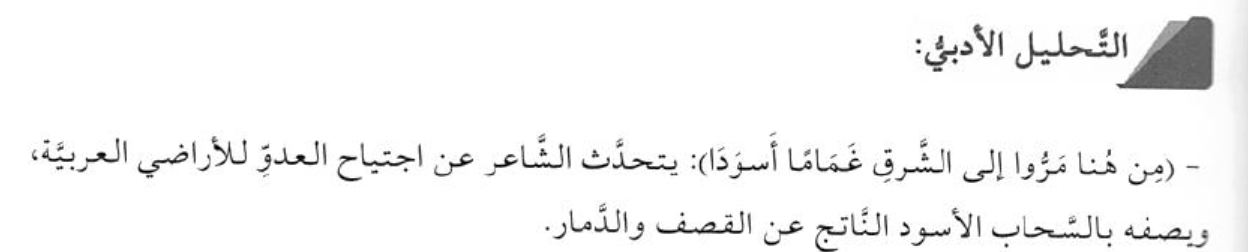 التَّحليل الأدبيُّ:
- (مِن هُنا مَرُّوا إلى الشَّرقِ غَمَامًا أَسوَدَا): يتحدَّث الشَّاعر عن اجتياح العدوِّ للأراضي العربيَّة،
ويصفه بالسَّحاب الأسود النَّاتج عن القصف والدَّمار.